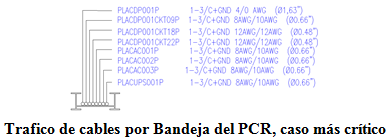 PLACDP001P 1-3/C+GND 4/0 AWG (Ø1,63")
PLACDP001CKT09P 1-3/C+GND 8AWG/10AWG (Ø0.66")
PLACDP001CKT18P 1-3/C+GND 12AWG/12AWG (Ø0.48")
PLACDP001CKT22P 1-3/C+GND 12AWG/12AWG (Ø0.48")
PLACAC001P 1-3/C+GND 8AWG/10AWG (Ø0.66")
PLACAC002P 1-3/C+GND 8AWG/10AWG (Ø0.66")
PLACAC003P 1-3/C+GND 8AWG/10AWG (Ø0.66")
PLACUPS001P 1-3/C+GND 8AWG/10AWG (Ø0.66")
Trafico de cables por Bandeja del PCR, caso más crítico